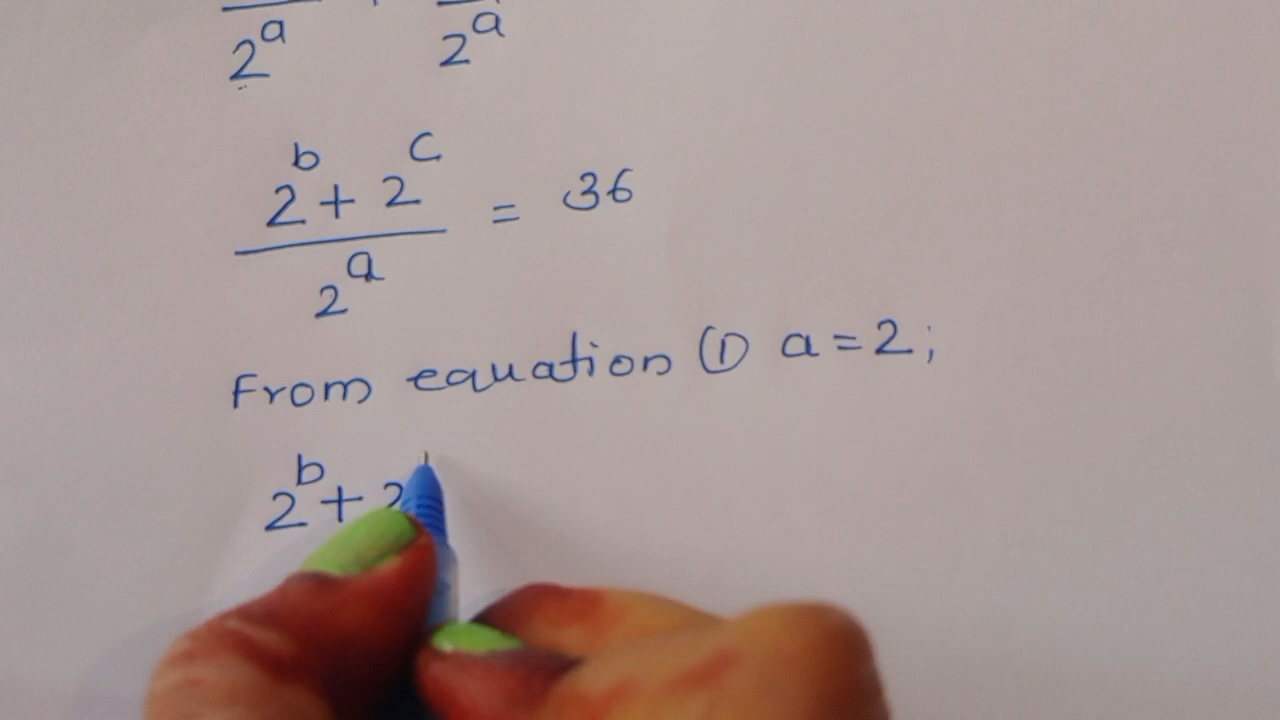 2^a 2^a
2^b + 2^c
—————— = 36
2^a
From equation ① a = 2;
2^b + 2